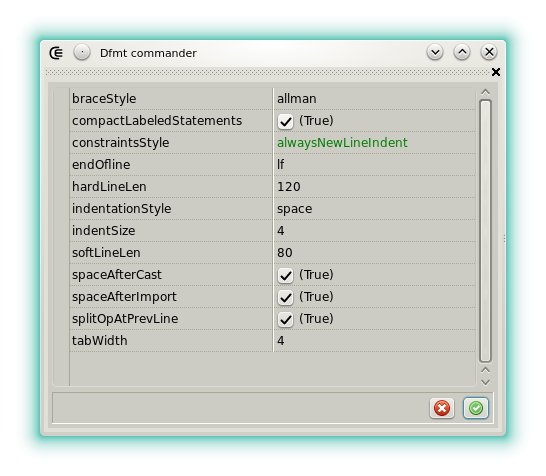 Dfmt commander
braceStyle allman
compactLabeledStatements (True)
constraintsStyle alwaysNewLineIndent
endOfline lf
hardLineLen 120
indentationStyle space
indentSize 4
softLineLen 80
spaceAfterCast (True)
spaceAfterImport (True)
splitOpAtPrevLine (True)
tabWidth 4